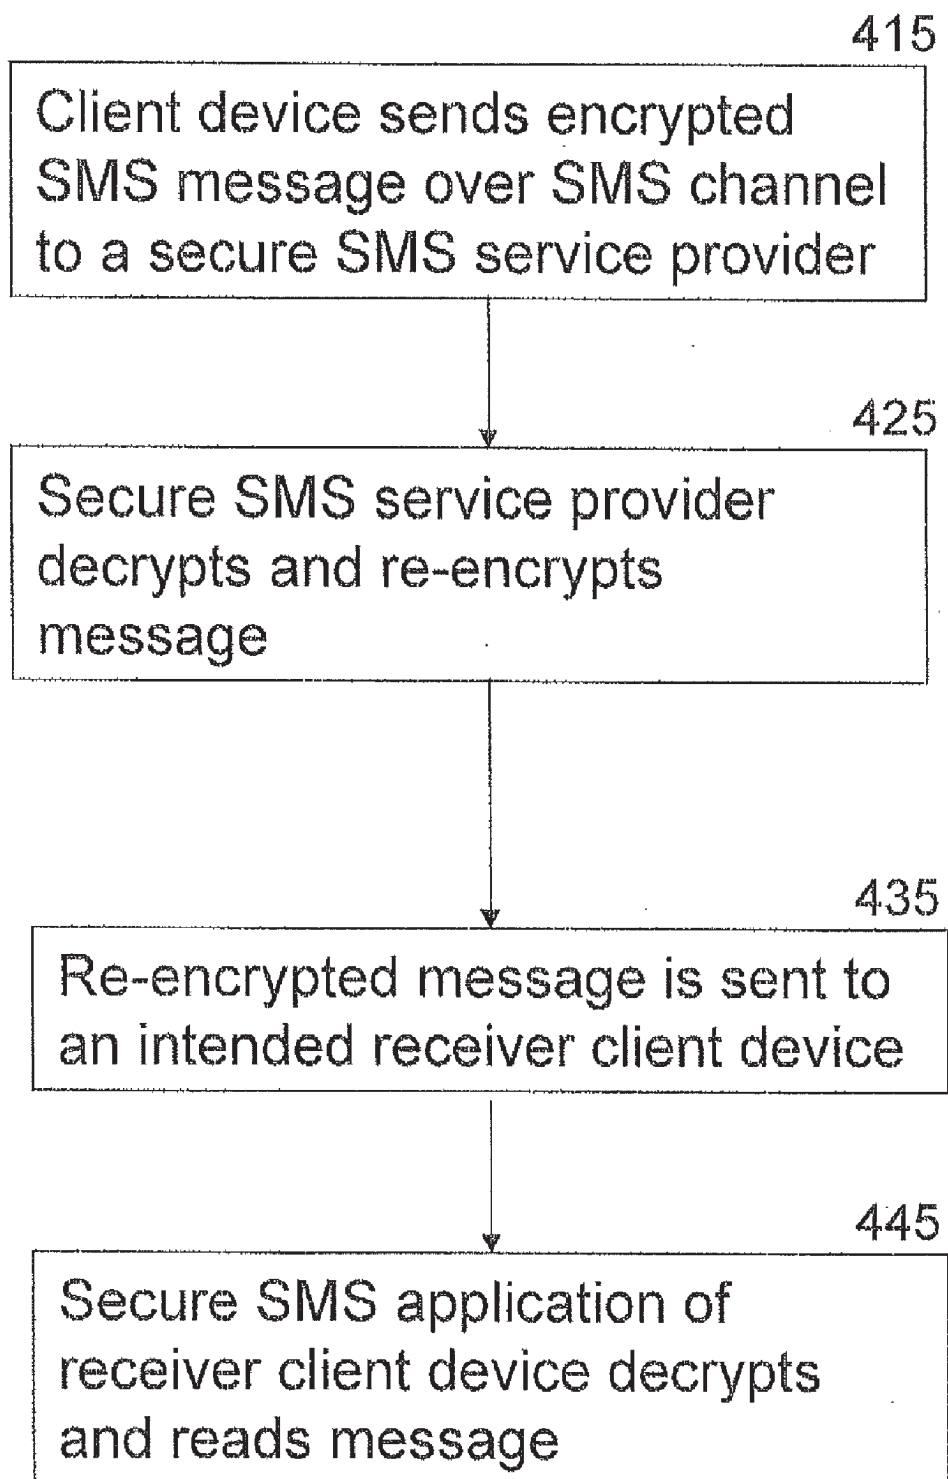 415
Client device sends encrypted
SMS message over SMS channel
to a secure SMS service provider
425
Secure SMS service provider
decrypts and re-encrypts
message
435
Re-encrypted message is sent to
an intended receiver client device
445
Secure SMS application of
receiver client device decrypts
and reads message